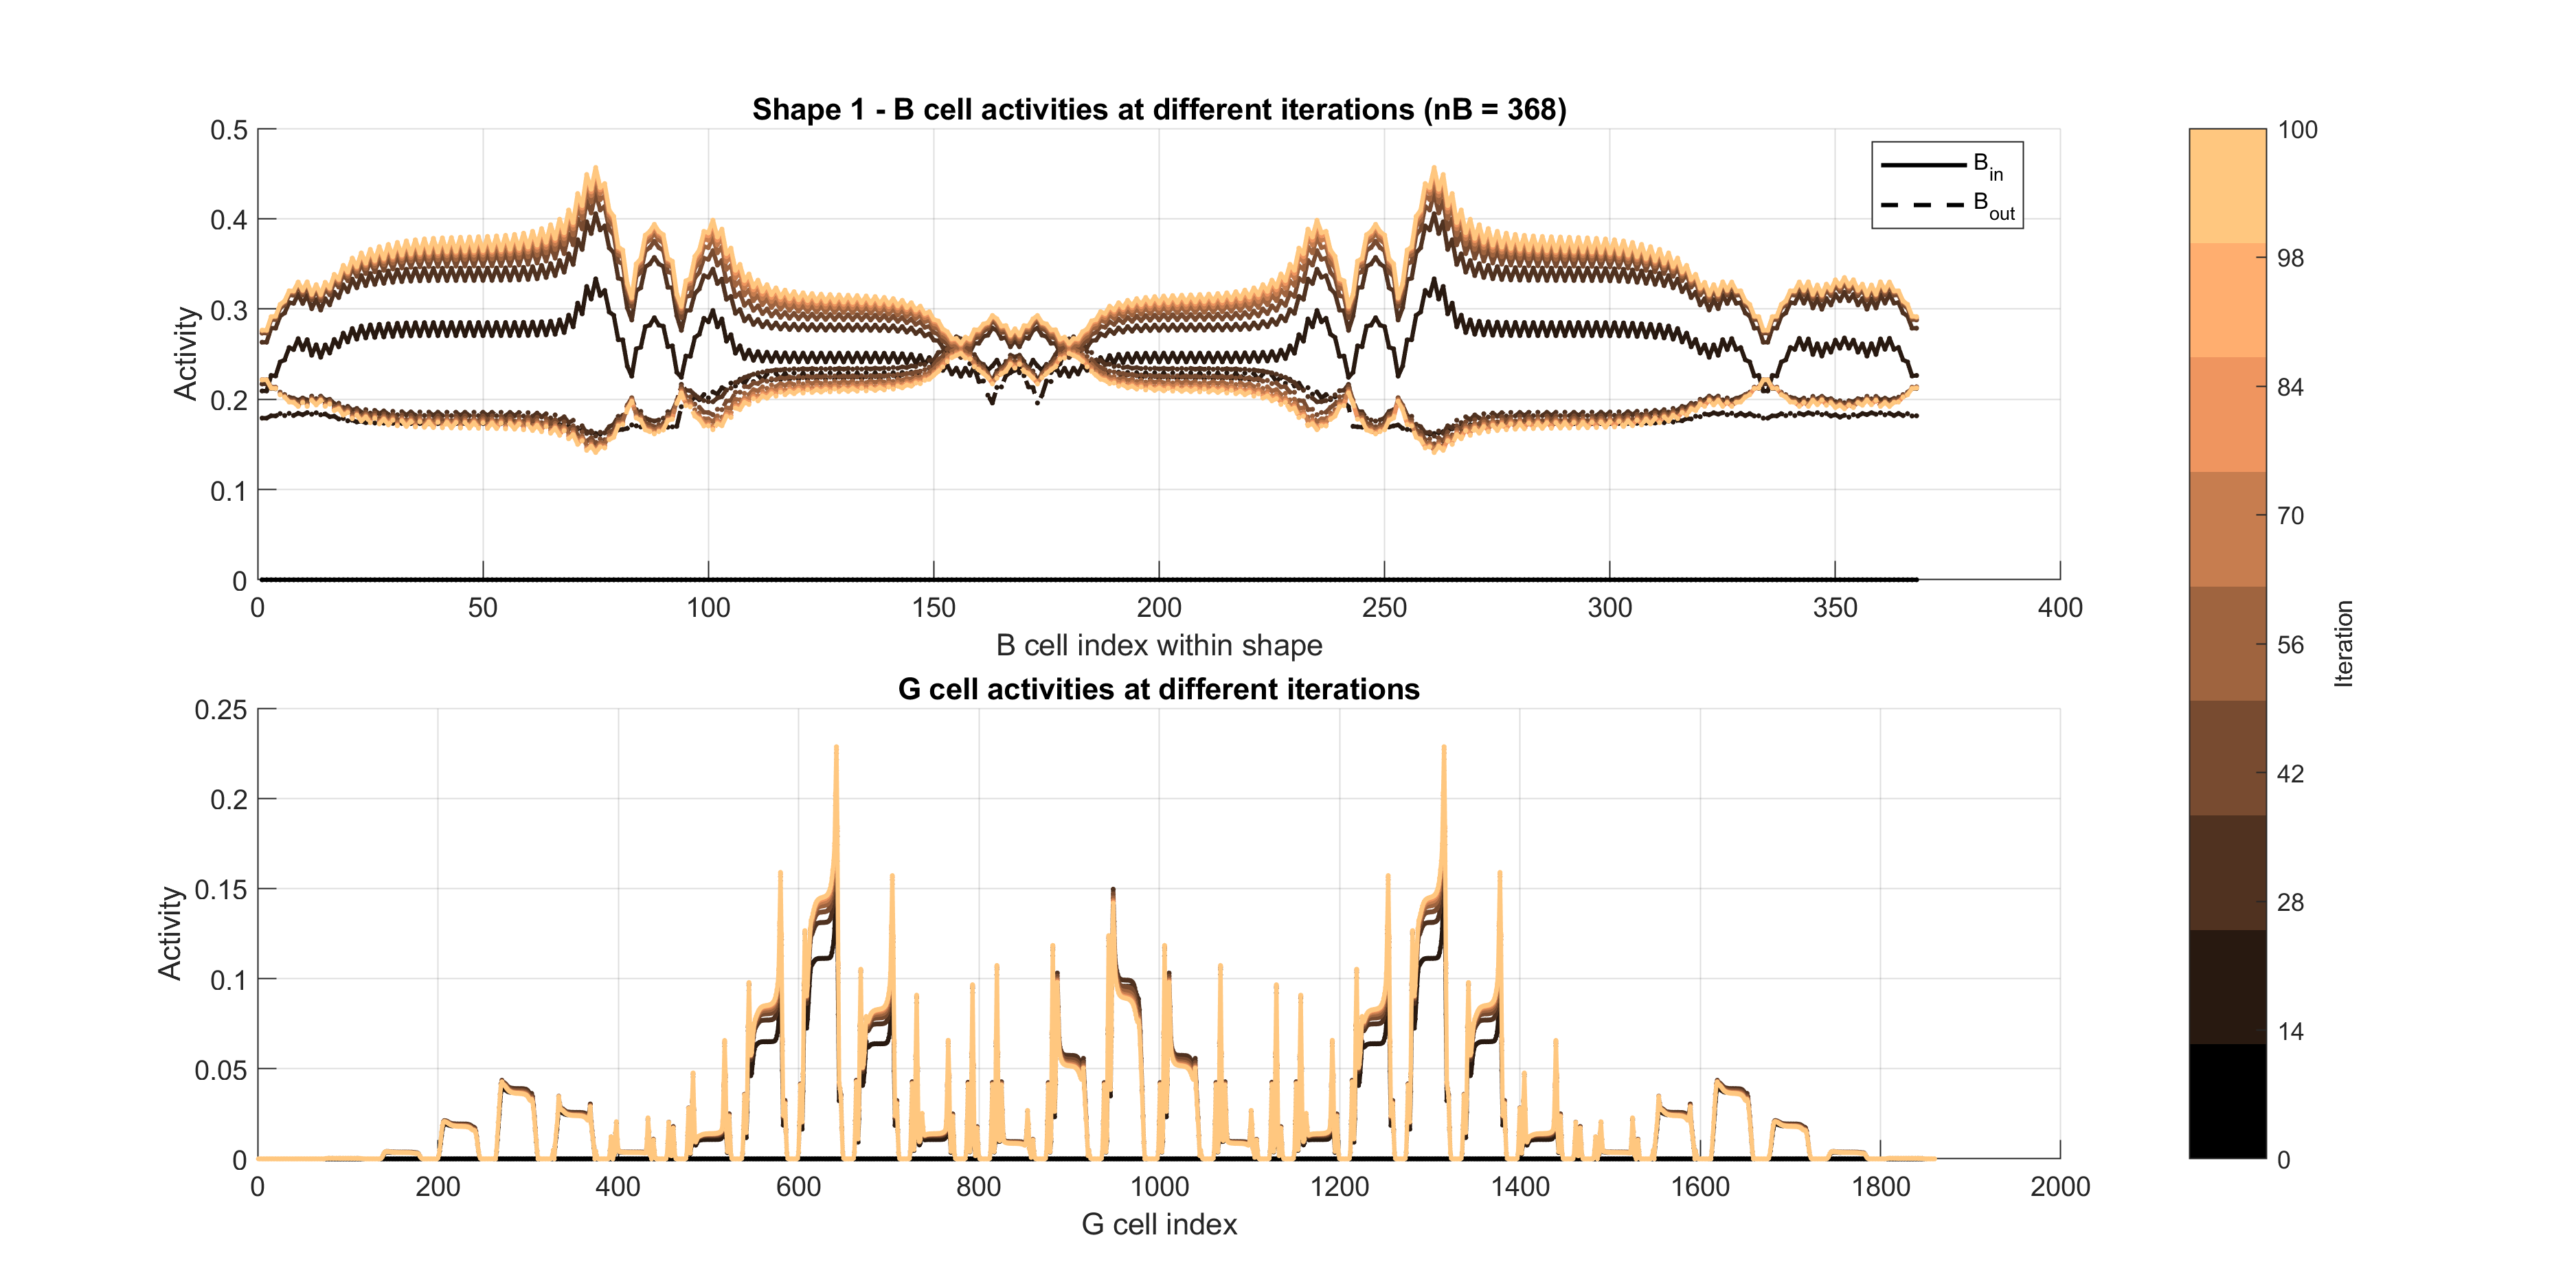 Shape 1 - B cell activities at different iterations (nB = 368)
0.5
0.4
0.3
0.2
0.1
0
Activity
B_in
B_out
0 50 100 150 200 250 300 350 400
B cell index within shape
G cell activities at different iterations
0.25
0.2
0.15
0.1
0.05
0
Activity
0 200 400 600 800 1000 1200 1400 1600 1800 2000
G cell index
100
98
84
70
56
42
28
14
0
Iteration